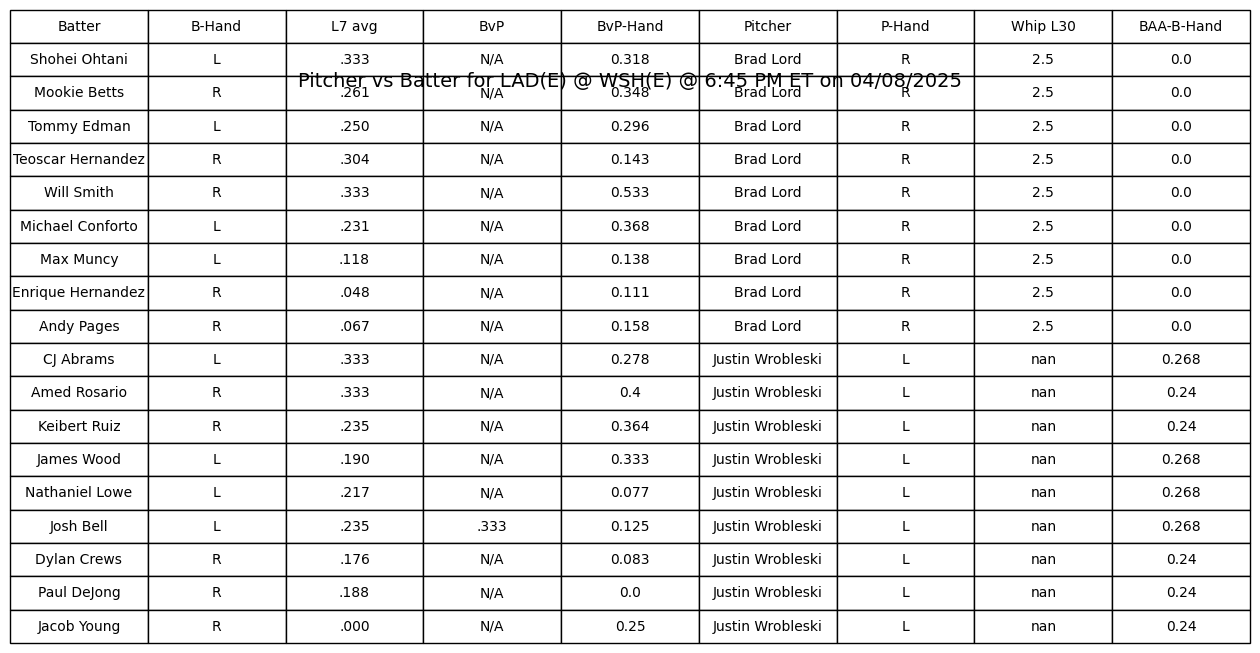 Batter B-Hand L7 avg BvP BvP-Hand Pitcher P-Hand Whip L30 BAA-B-Hand
Shohei Ohtani L .333 N/A 0.318 Brad Lord R 2.5 0.0
Pitcher vs Batter for LAD(E) @ WSH(E) @ 6:45 PM ET on 04/08/2025
Mookie Betts R .261 N/A 0.348 Brad Lord R 2.5 0.0
Tommy Edman L .250 N/A 0.296 Brad Lord R 2.5 0.0
Teoscar Hernandez R .304 N/A 0.143 Brad Lord R 2.5 0.0
Will Smith R .333 N/A 0.533 Brad Lord R 2.5 0.0
Michael Conforto L .231 N/A 0.368 Brad Lord R 2.5 0.0
Max Muncy L .118 N/A 0.138 Brad Lord R 2.5 0.0
Enrique Hernandez R .048 N/A 0.111 Brad Lord R 2.5 0.0
Andy Pages R .067 N/A 0.158 Brad Lord R 2.5 0.0
CJ Abrams L .333 N/A 0.278 Justin Wrobleski L nan 0.268
Amed Rosario R .333 N/A 0.4 Justin Wrobleski L nan 0.24
Keibert Ruiz R .235 N/A 0.364 Justin Wrobleski L nan 0.24
James Wood L .190 N/A 0.333 Justin Wrobleski L nan 0.268
Nathaniel Lowe L .217 N/A 0.077 Justin Wrobleski L nan 0.268
Josh Bell L .235 .333 0.125 Justin Wrobleski L nan 0.268
Dylan Crews R .176 N/A 0.083 Justin Wrobleski L nan 0.24
Paul DeJong R .188 N/A 0.0 Justin Wrobleski L nan 0.24
Jacob Young R .000 N/A 0.25 Justin Wrobleski L nan 0.24